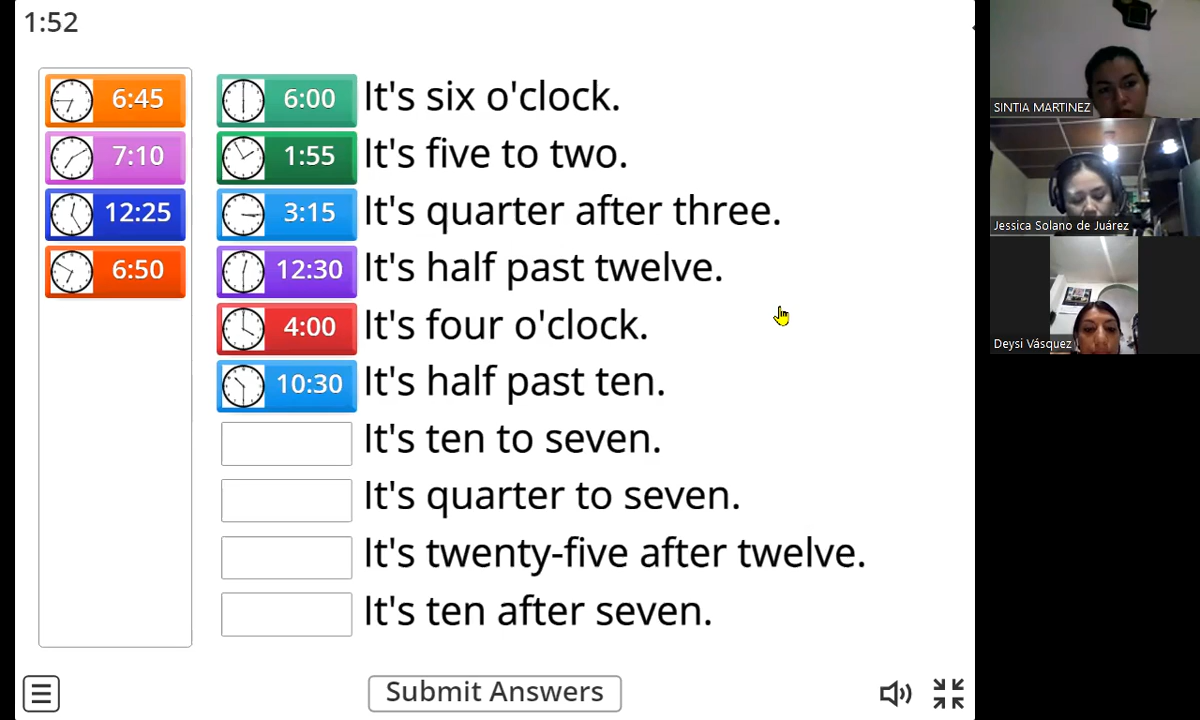 1:52
6:45
7:10
12:25
6:50
6:00 It's six o'clock.
1:55 It's five to two.
3:15 It's quarter after three.
12:30 It's half past twelve.
4:00 It's four o'clock.
10:30 It's half past ten.
It's ten to seven.
It's quarter to seven.
It's twenty-five after twelve.
It's ten after seven.
Submit Answers
SINTIA MARTINEZ
Jessica Solano de Juárez
Deysi Vásquez